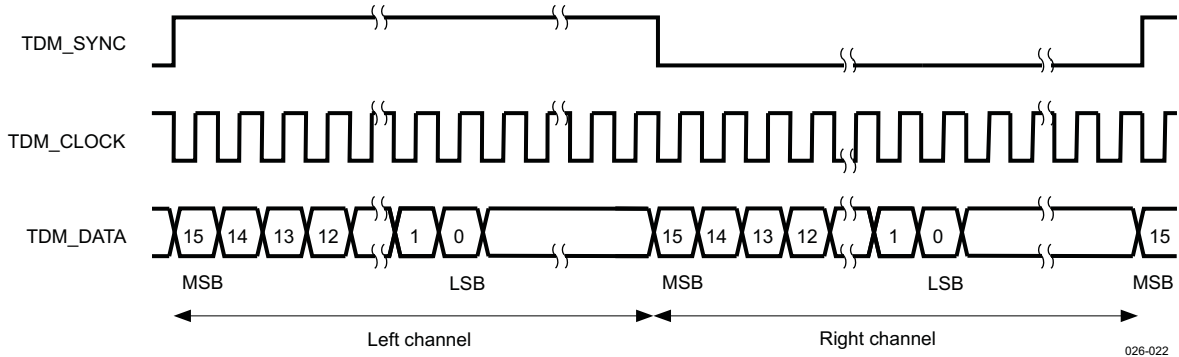 TDM_SYNC
TDM_CLOCK
TDM_DATA 15 14 13 12 1 0 15 14 13 12 1 0 15
MSB LSB MSB LSB MSB
Left channel Right channel
026-022